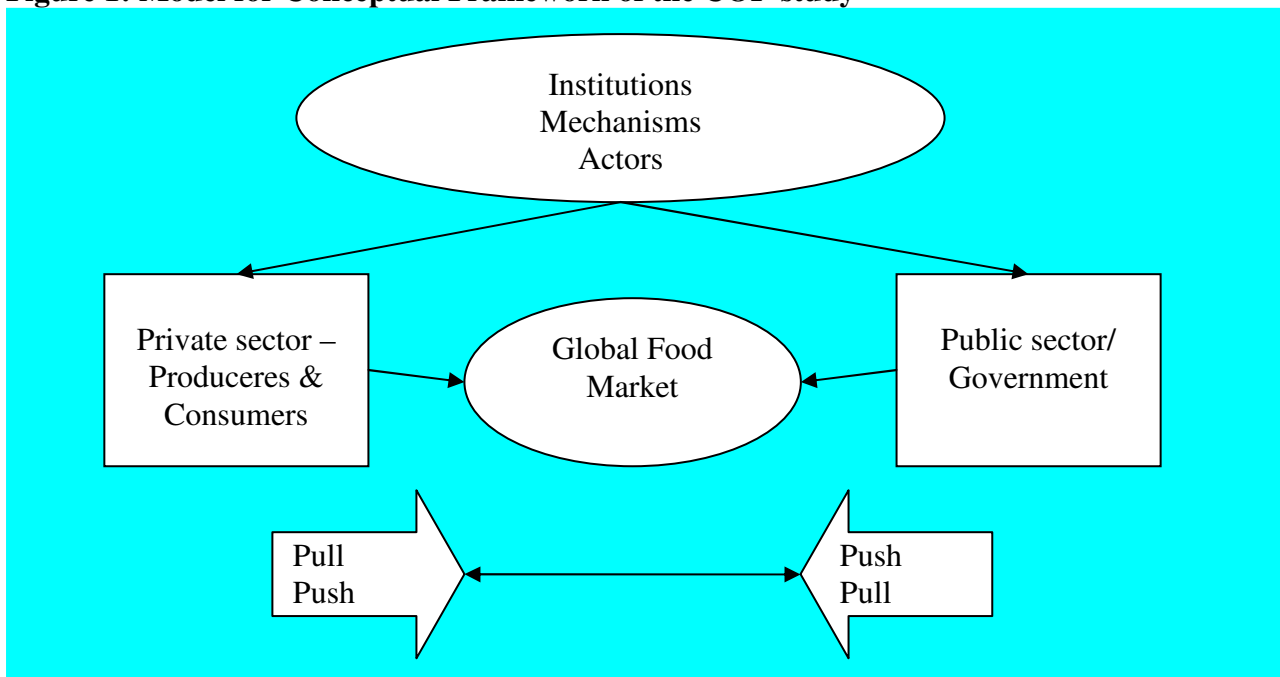 Institutions
Mechanisms
Actors
Private sector –
Produceres &
Consumers
Global Food
Market
Public sector/
Government
Pull
Push
Push
Pull